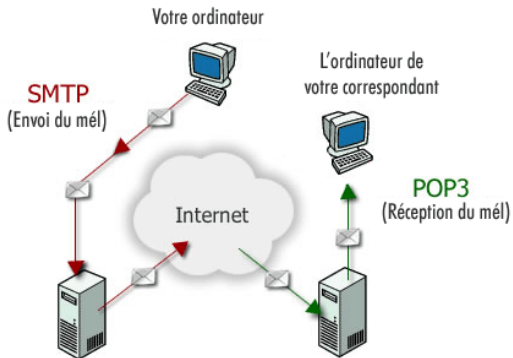 Votre ordinateur
L'ordinateur de
votre correspondant
SMTP
(Envoi du mél)
POP3
(Réception du mél)
Internet